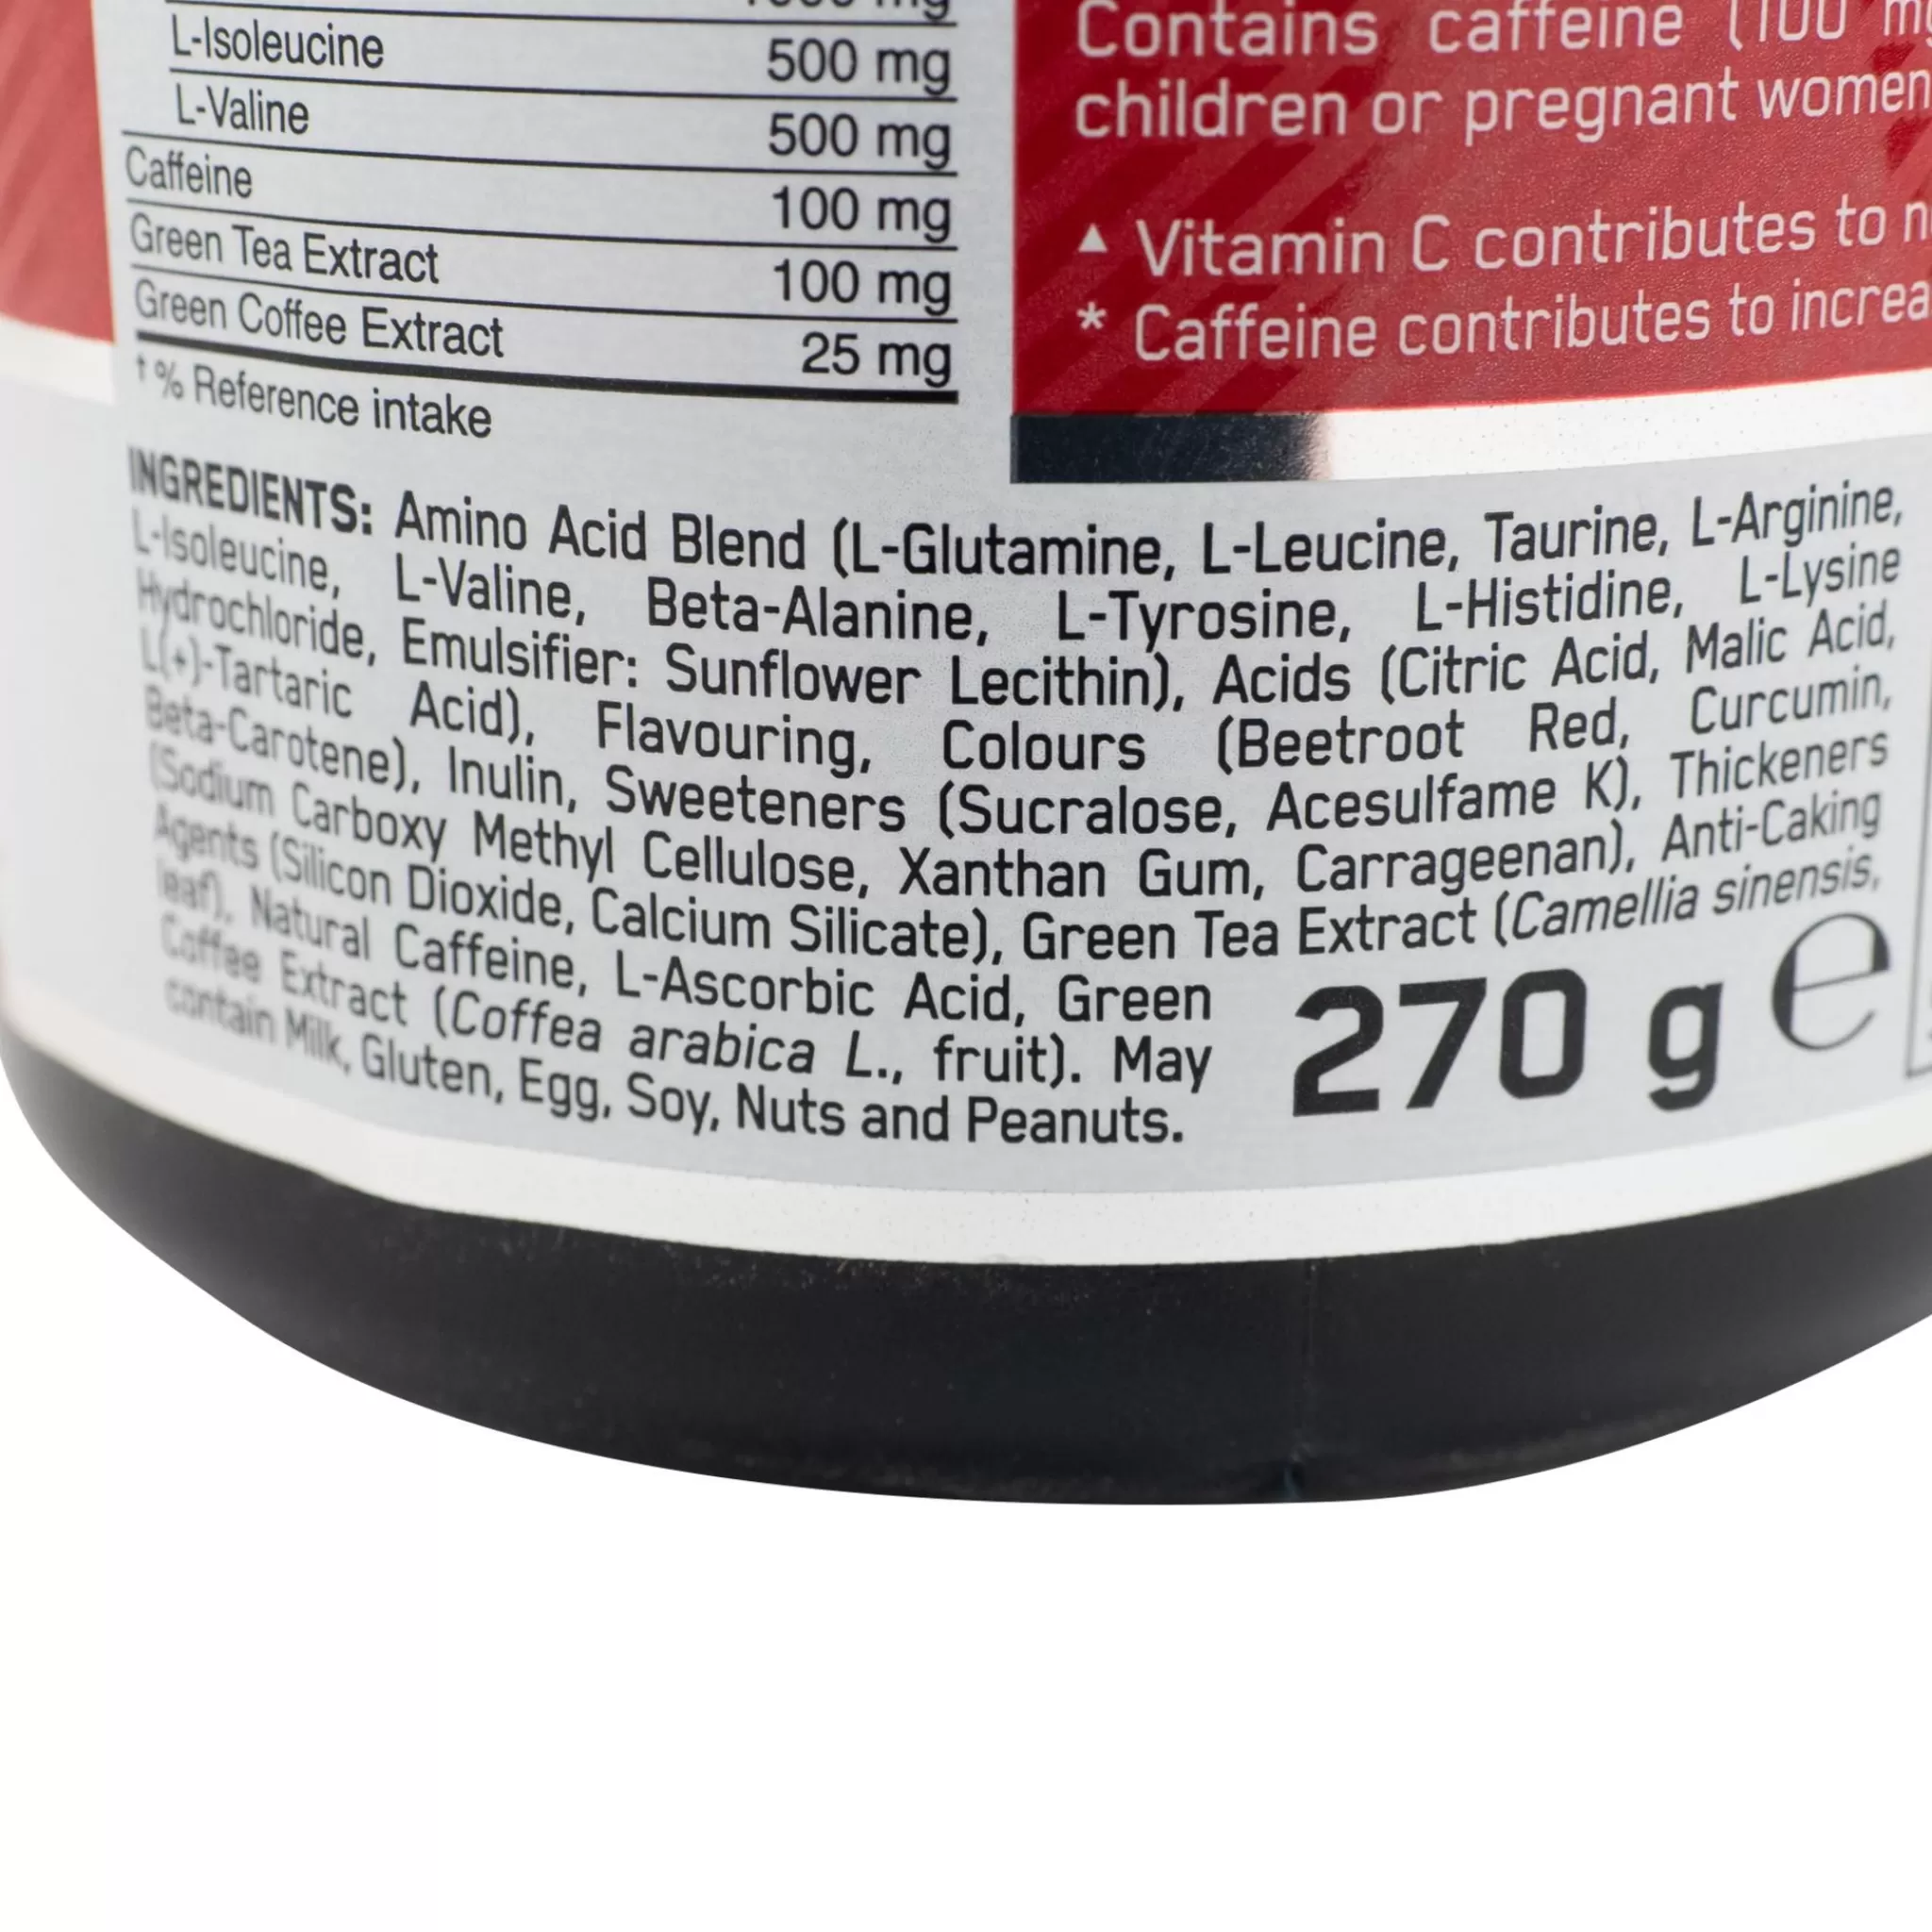 mg
L-Isoleucine 500 mg
L-Valine 500 mg
Caffeine 100 mg
Green Tea Extract 100 mg
Green Coffee Extract 25 mg
† % Reference intake
Contains caffeine (100
children or pregnant women
▲ Vitamin C contributes to
* Caffeine contributes to
INGREDIENTS: Amino Acid Blend (L-Glutamine, L-Leucine, Taurine, L-Arginine,
L-Isoleucine, L-Valine, Beta-Alanine, L-Tyrosine, L-Histidine, L-Lysine
Hydrochloride, Emulsifier: Sunflower Lecithin), Acids (Citric Acid, Malic Acid,
L(+)-Tartaric Acid), Flavouring, Colours (Beetroot Red, Curcumin,
Beta-Carotene), Inulin, Sweeteners (Sucralose, Acesulfame K), Thickeners
(Sodium Carboxy Methyl Cellulose, Xanthan Gum, Carrageenan), Anti-Caking
Agents (Silicon Dioxide, Calcium Silicate), Green Tea Extract (Camellia sinensis,
leaf), Natural Caffeine, L-Ascorbic Acid, Green
Coffee Extract (Coffea arabica L., fruit). May
contain Milk, Gluten, Egg, Soy, Nuts and Peanuts.
270 g ℮